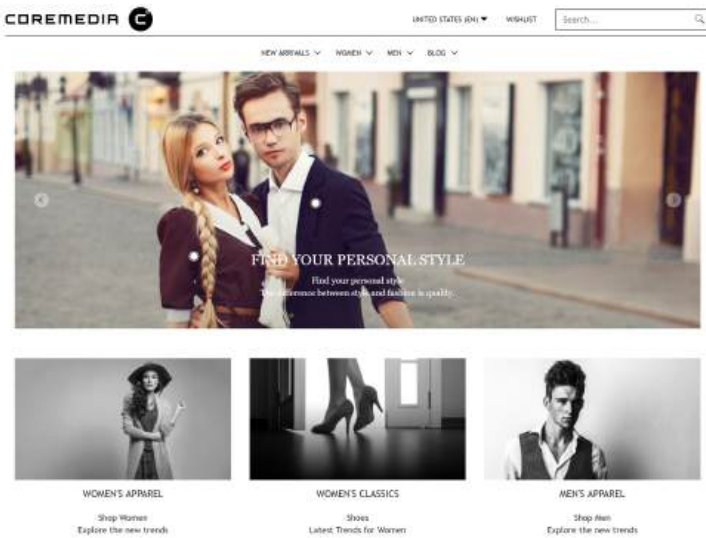 COREMEDIA C
UNITED STATES (EN) WISHLIST Search...
NEW ARRIVALS WOMEN MEN BLOG
FIND YOUR PERSONAL STYLE
Find your personal style
The difference between style and fashion is quality.
WOMEN'S APPAREL
Shop Women
Explore the new trends
WOMEN'S CLASSICS
Shoes
Latest Trends for Women
MEN'S APPAREL
Shop Men
Explore the new trends